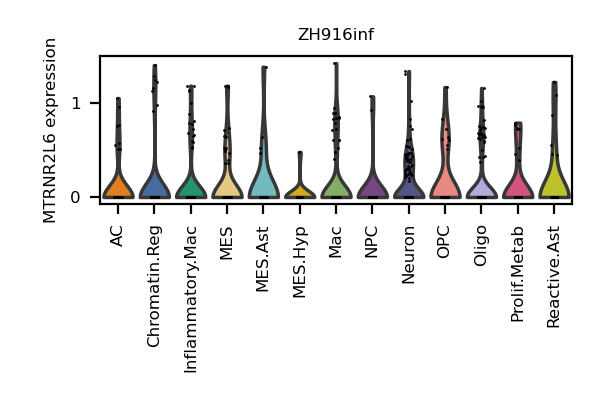 ZH916inf
MTRNR2L6 expression
1
0
AC
Chromatin.Reg
Inflammatory.Mac
MES
MES.Ast
MES.Hyp
Mac
NPC
Neuron
OPC
Oligo
Prolif.Metab
Reactive.Ast